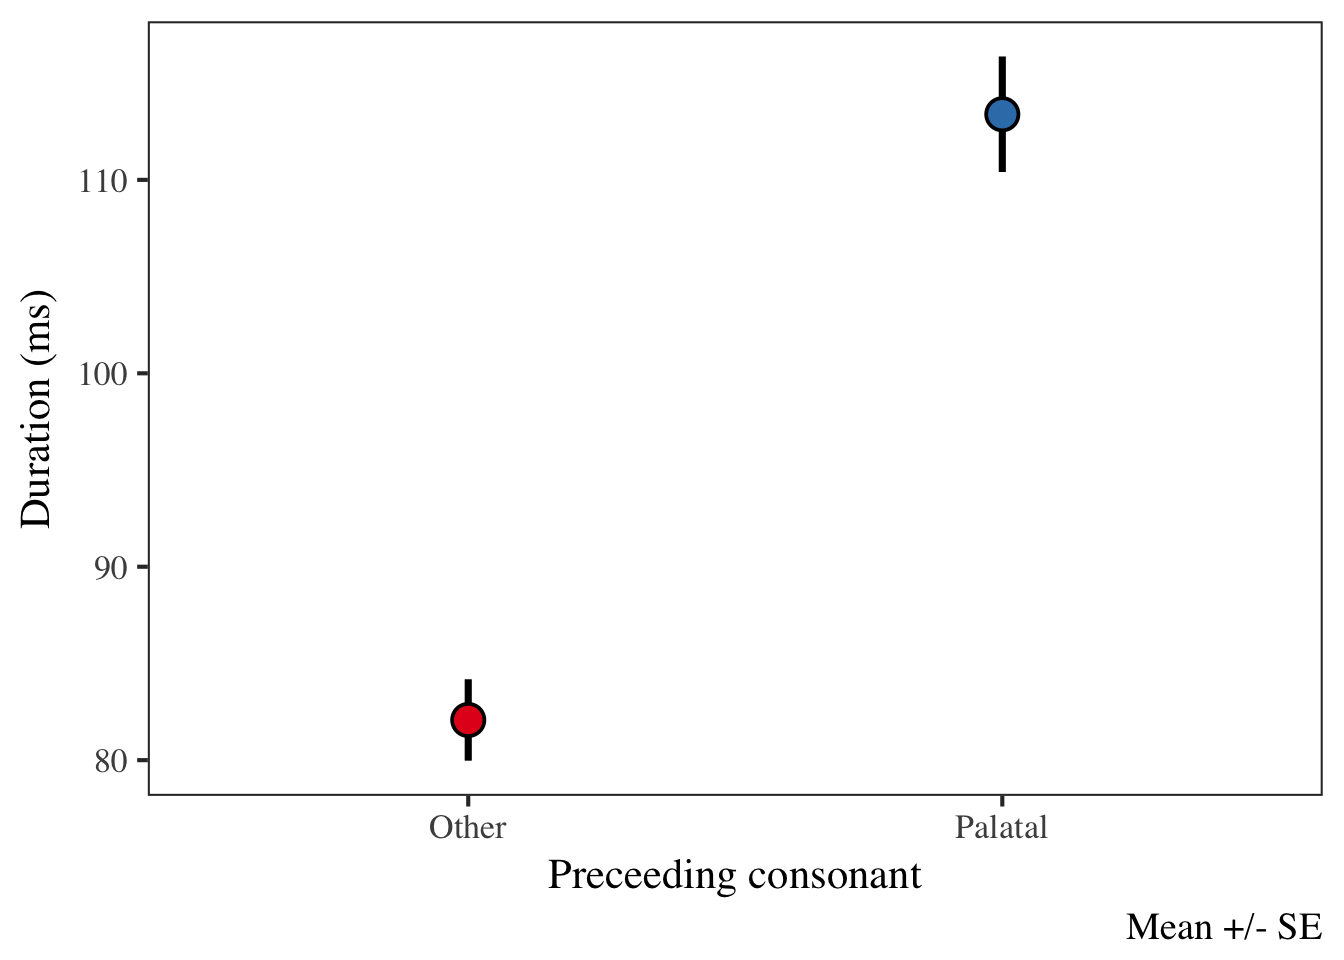 Duration (ms)
110
100
90
80
Other
Palatal
Preceeding consonant
Mean +/- SE